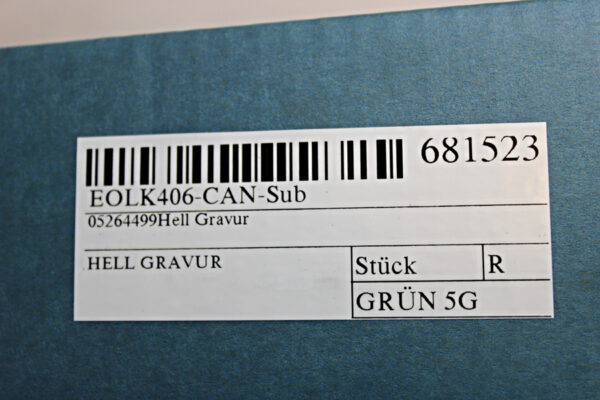 681523
EOLK406-CAN-Sub
05264499Hell Gravur
HELL GRAVUR
Stück R
GRÜN 5G